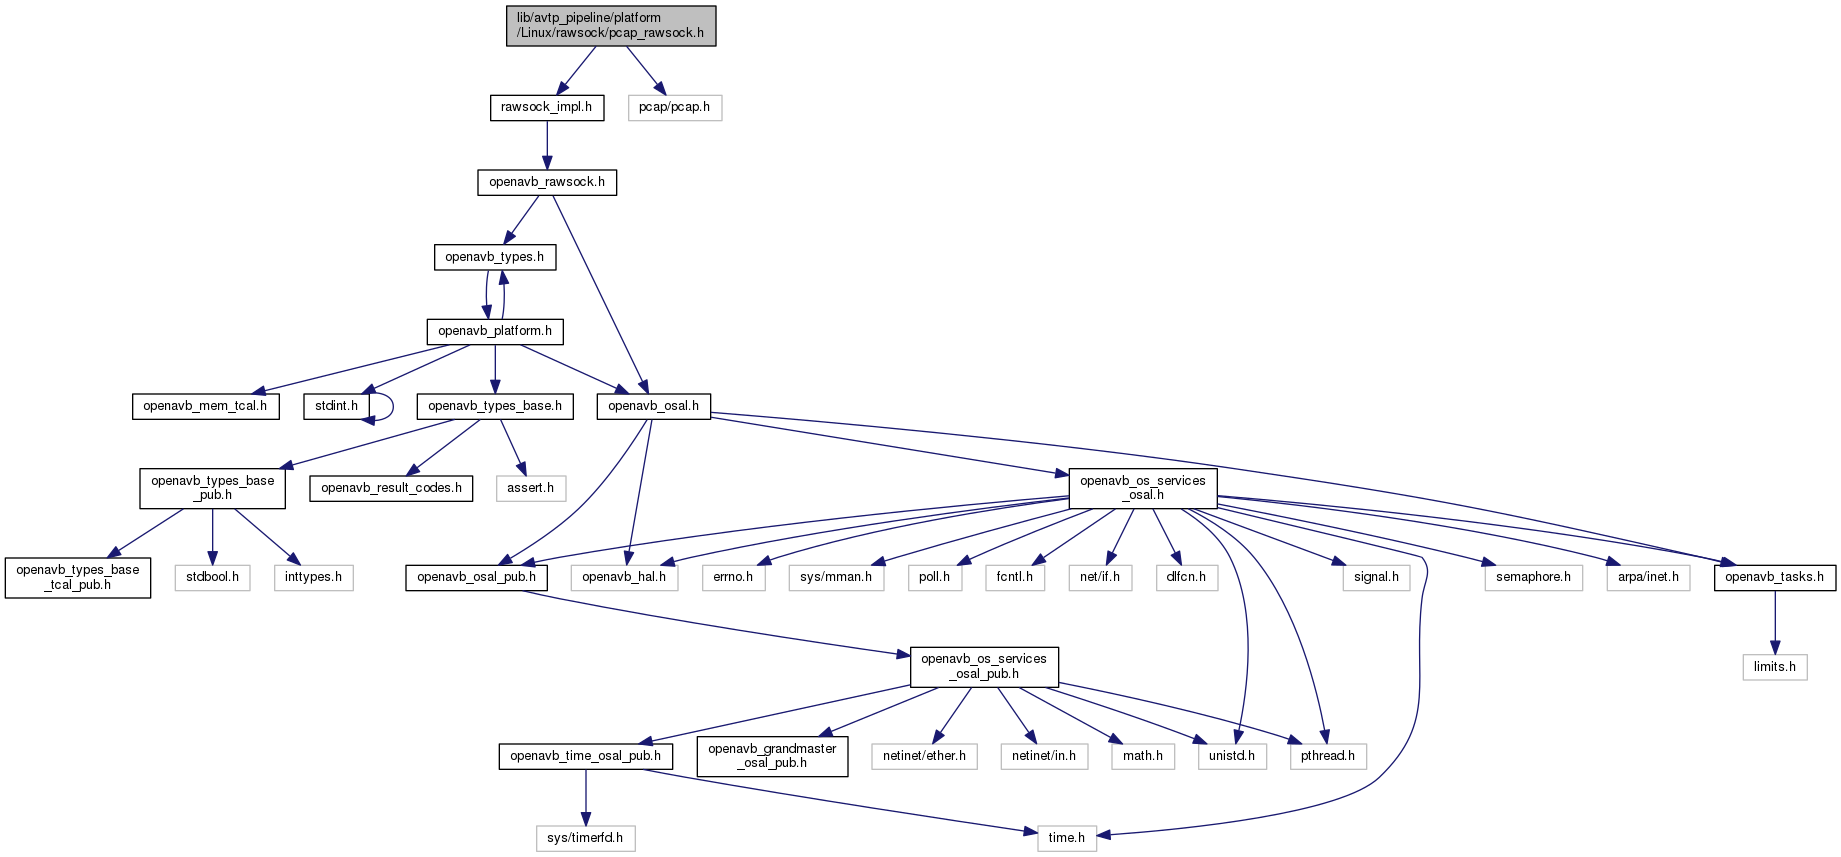 lib/avtp_pipeline/platform
/Linux/rawsock/pcap_rawsock.h
rawsock_impl.h
pcap/pcap.h
openavb_rawsock.h
openavb_types.h
openavb_platform.h
openavb_mem_tcal.h
stdint.h
openavb_types_base.h
openavb_osal.h
openavb_types_base
_pub.h
openavb_result_codes.h
assert.h
openavb_os_services
_osal.h
openavb_types_base
_tcal_pub.h
stdbool.h
inttypes.h
openavb_osal_pub.h
openavb_hal.h
errno.h
sys/mman.h
poll.h
fcntl.h
net/if.h
dlfcn.h
signal.h
semaphore.h
arpa/inet.h
openavb_tasks.h
openavb_os_services
_osal_pub.h
limits.h
openavb_time_osal_pub.h
openavb_grandmaster
_osal_pub.h
netinet/ether.h
netinet/in.h
math.h
unistd.h
pthread.h
sys/timerfd.h
time.h